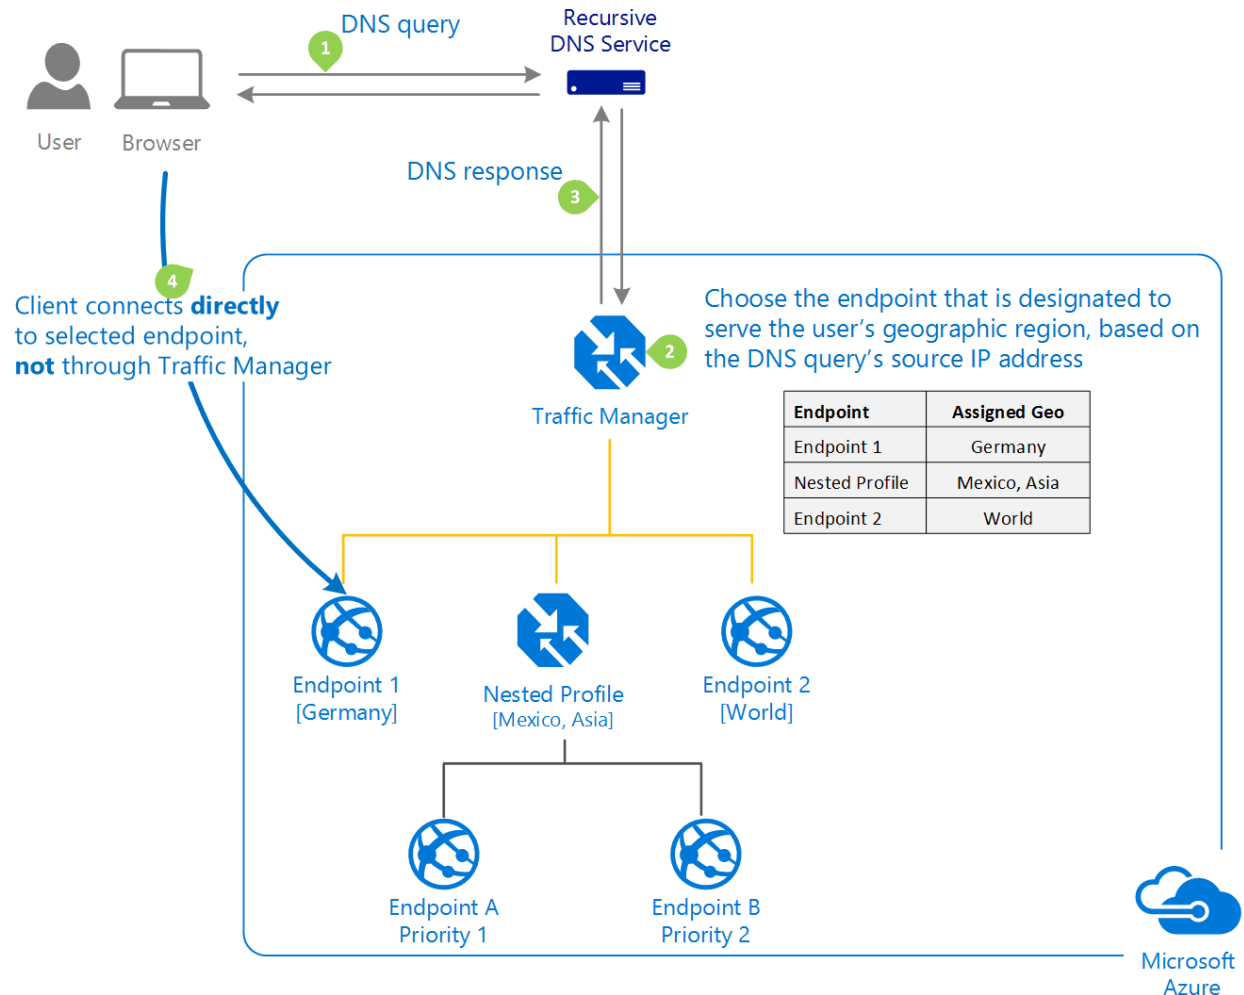 DNS query
1
Recursive
DNS Service
User
Browser
DNS response
3
4
Client connects directly
to selected endpoint,
not through Traffic Manager
2
Choose the endpoint that is designated to
serve the user's geographic region, based on
the DNS query's source IP address
Traffic Manager
Endpoint Assigned Geo
Endpoint 1 Germany
Nested Profile Mexico, Asia
Endpoint 2 World
Endpoint 1
[Germany]
Nested Profile
[Mexico, Asia]
Endpoint 2
[World]
Endpoint A
Priority 1
Endpoint B
Priority 2
Microsoft
Azure